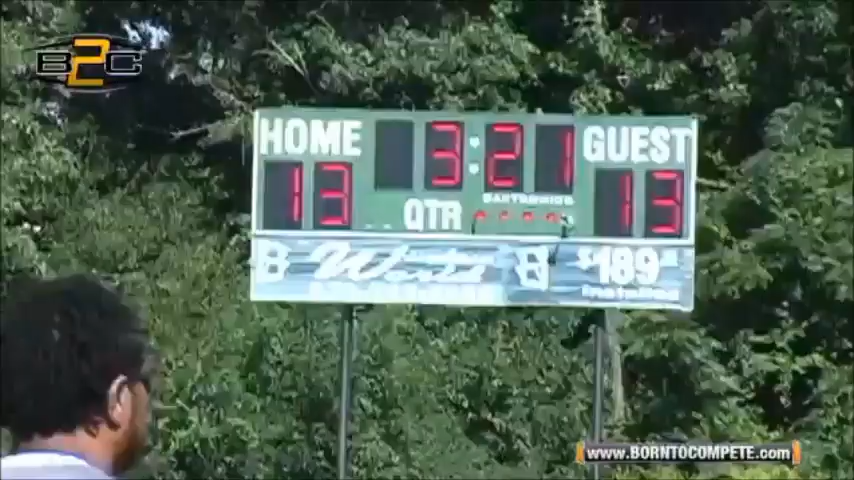 B2C
HOME 3:21 GUEST
13 QTR 13
$189
www.BORNTOCOMPETE.com